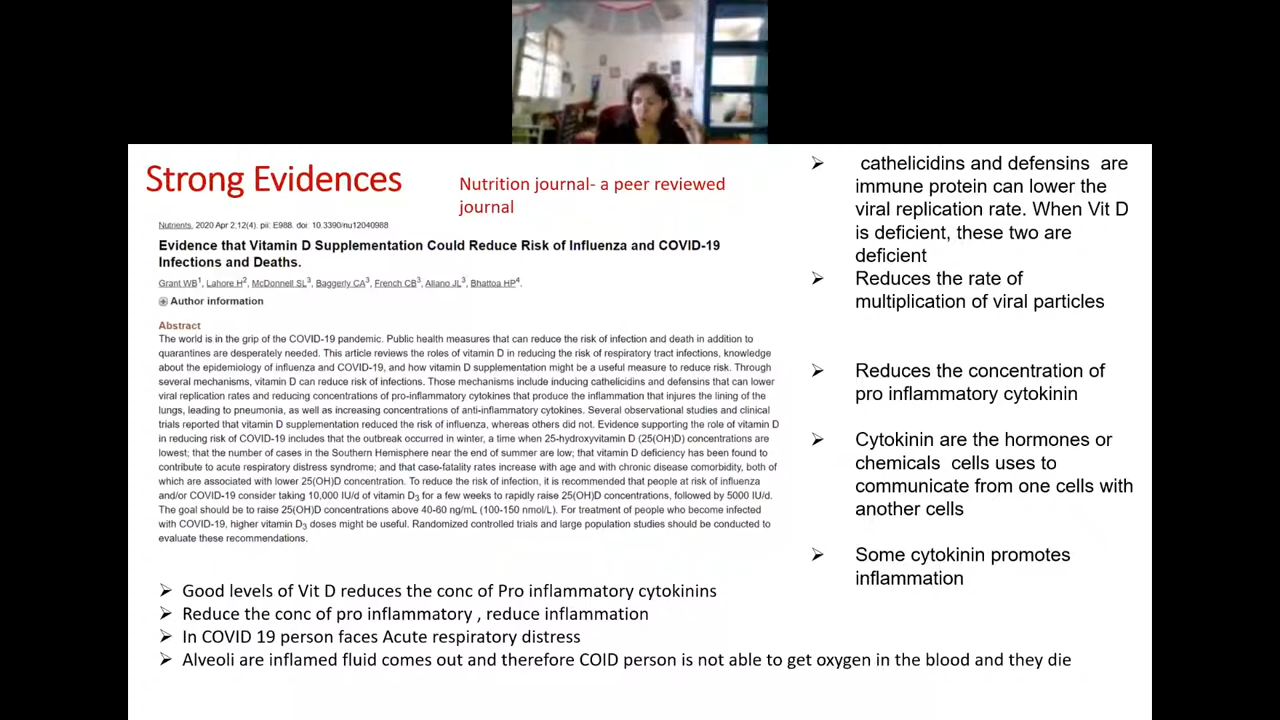 Strong Evidences
Nutrition journal- a peer reviewed
journal
Nutrients, 2020 Apr 2;12(4). pii: E988. doi: 10.3390/nu12040988
Evidence that Vitamin D Supplementation Could Reduce Risk of Influenza and COVID-19
Infections and Deaths.
Grant WB1, Lahore H2, McDonnell SL3, Baggerly CA3, French CB3, Aliano JL3, Bhattoa HP4.
Author information
Abstract
The world is in the grip of the COVID-19 pandemic. Public health measures that can reduce the risk of infection and death in addition to
quarantines are desperately needed. This article reviews the roles of vitamin D in reducing the risk of respiratory tract infections, knowledge
about the epidemiology of influenza and COVID-19, and how vitamin D supplementation might be a useful measure to reduce risk. Through
several mechanisms, vitamin D can reduce risk of infections. Those mechanisms include inducing cathelicidins and defensins that can lower
viral replication rates and reducing concentrations of pro-inflammatory cytokines that produce the inflammation that injures the lining of the
lungs, leading to pneumonia, as well as increasing concentrations of anti-inflammatory cytokines. Several observational studies and clinical
trials reported that vitamin D supplementation reduced the risk of influenza, whereas others did not. Evidence supporting the role of vitamin D
in reducing risk of COVID-19 includes that the outbreak occurred in winter, a time when 25-hydroxyvitamin D (25(OH)D) concentrations are
lowest; that the number of cases in the Southern Hemisphere near the end of summer are low; that vitamin D deficiency has been found to
contribute to acute respiratory distress syndrome; and that case-fatality rates increase with age and with chronic disease comorbidity, both of
which are associated with lower 25(OH)D concentration. To reduce the risk of infection, it is recommended that people at risk of influenza
and/or COVID-19 consider taking 10,000 IU/d of vitamin D3 for a few weeks to rapidly raise 25(OH)D concentrations, followed by 5000 IU/d.
The goal should be to raise 25(OH)D concentrations above 40-60 ng/mL (100-150 nmol/L). For treatment of people who become infected
with COVID-19, higher vitamin D3 doses might be useful. Randomized controlled trials and large population studies should be conducted to
evaluate these recommendations.
➢ Good levels of Vit D reduces the conc of Pro inflammatory cytokinins
➢ Reduce the conc of pro inflammatory , reduce inflammation
➢ In COVID 19 person faces Acute respiratory distress
➢ Alveoli are inflamed fluid comes out and therefore COID person is not able to get oxygen in the blood and they die
➢ cathelicidins and defensins are
immune protein can lower the
viral replication rate. When Vit D
is deficient, these two are
deficient
➢ Reduces the rate of
multiplication of viral particles
➢ Reduces the concentration of
pro inflammatory cytokinin
➢ Cytokinin are the hormones or
chemicals cells uses to
communicate from one cells with
another cells
➢ Some cytokinin promotes
inflammation